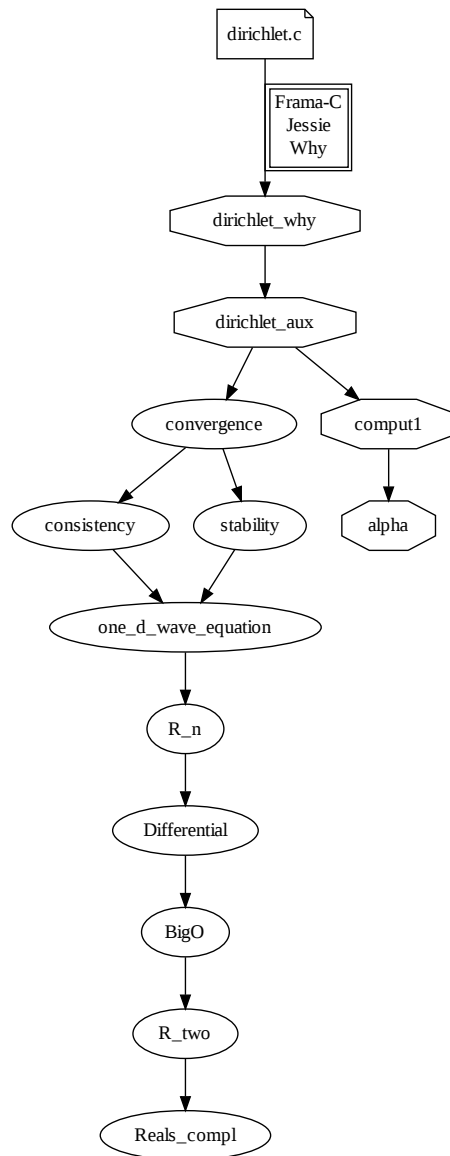 dirichlet.c
Frama-C
Jessie
Why
dirichlet_why
dirichlet_aux
convergence
comput1
consistency
stability
alpha
one_d_wave_equation
R_n
Differential
BigO
R_two
Reals_compl